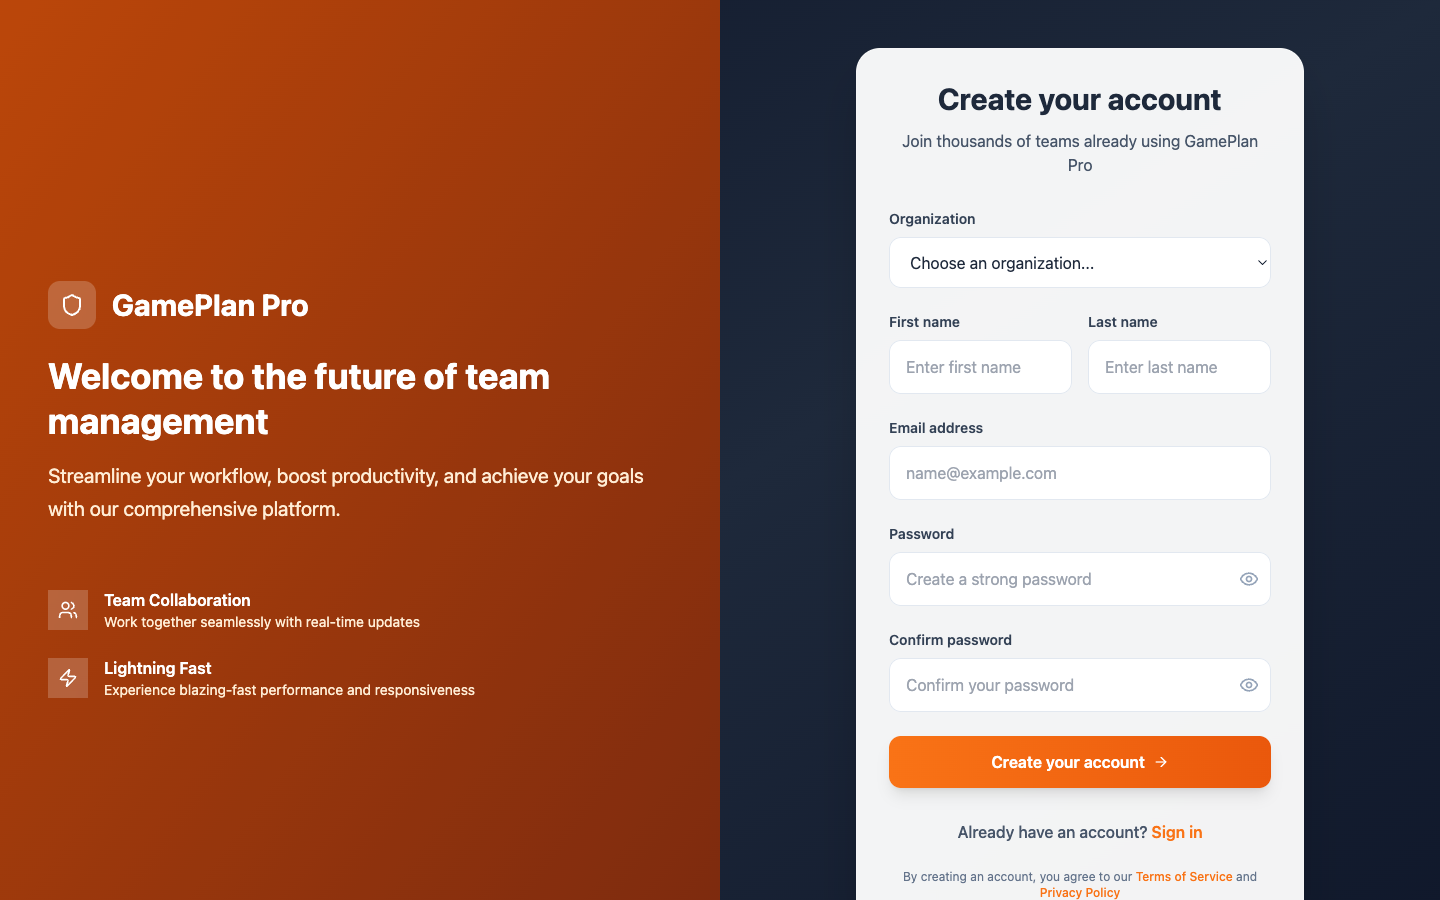 GamePlan Pro
Welcome to the future of team
management
Streamline your workflow, boost productivity, and achieve your goals
with our comprehensive platform.
Team Collaboration
Work together seamlessly with real-time updates
Lightning Fast
Experience blazing-fast performance and responsiveness
Create your account
Join thousands of teams already using GamePlan
Pro
Organization
Choose an organization...
First name
Last name
Enter first name
Enter last name
Email address
name@example.com
Password
Create a strong password
Confirm password
Confirm your password
Create your account →
Already have an account? Sign in
By creating an account, you agree to our Terms of Service and
Privacy Policy